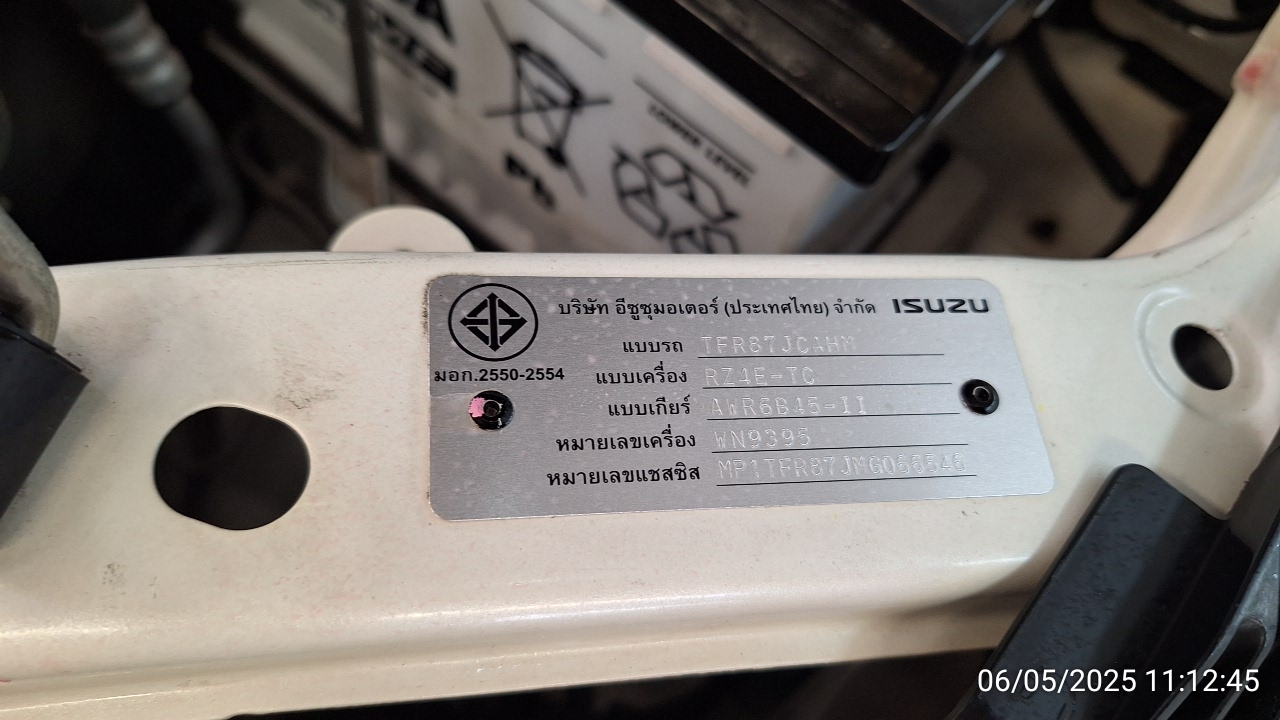 LOWER LEVEL
บริษัท อีซูซุมอเตอร์ (ประเทศไทย) จำกัด ISUZU
แบบรถ TFR87JCAHM
มอก.2550-2554
แบบเครื่อง RZ4E-TC
แบบเกียร์ AWR6B45-II
หมายเลขเครื่อง WN9395
หมายเลขแชสซิส MP1TFR87JMG066546
06/05/2025 11:12:45